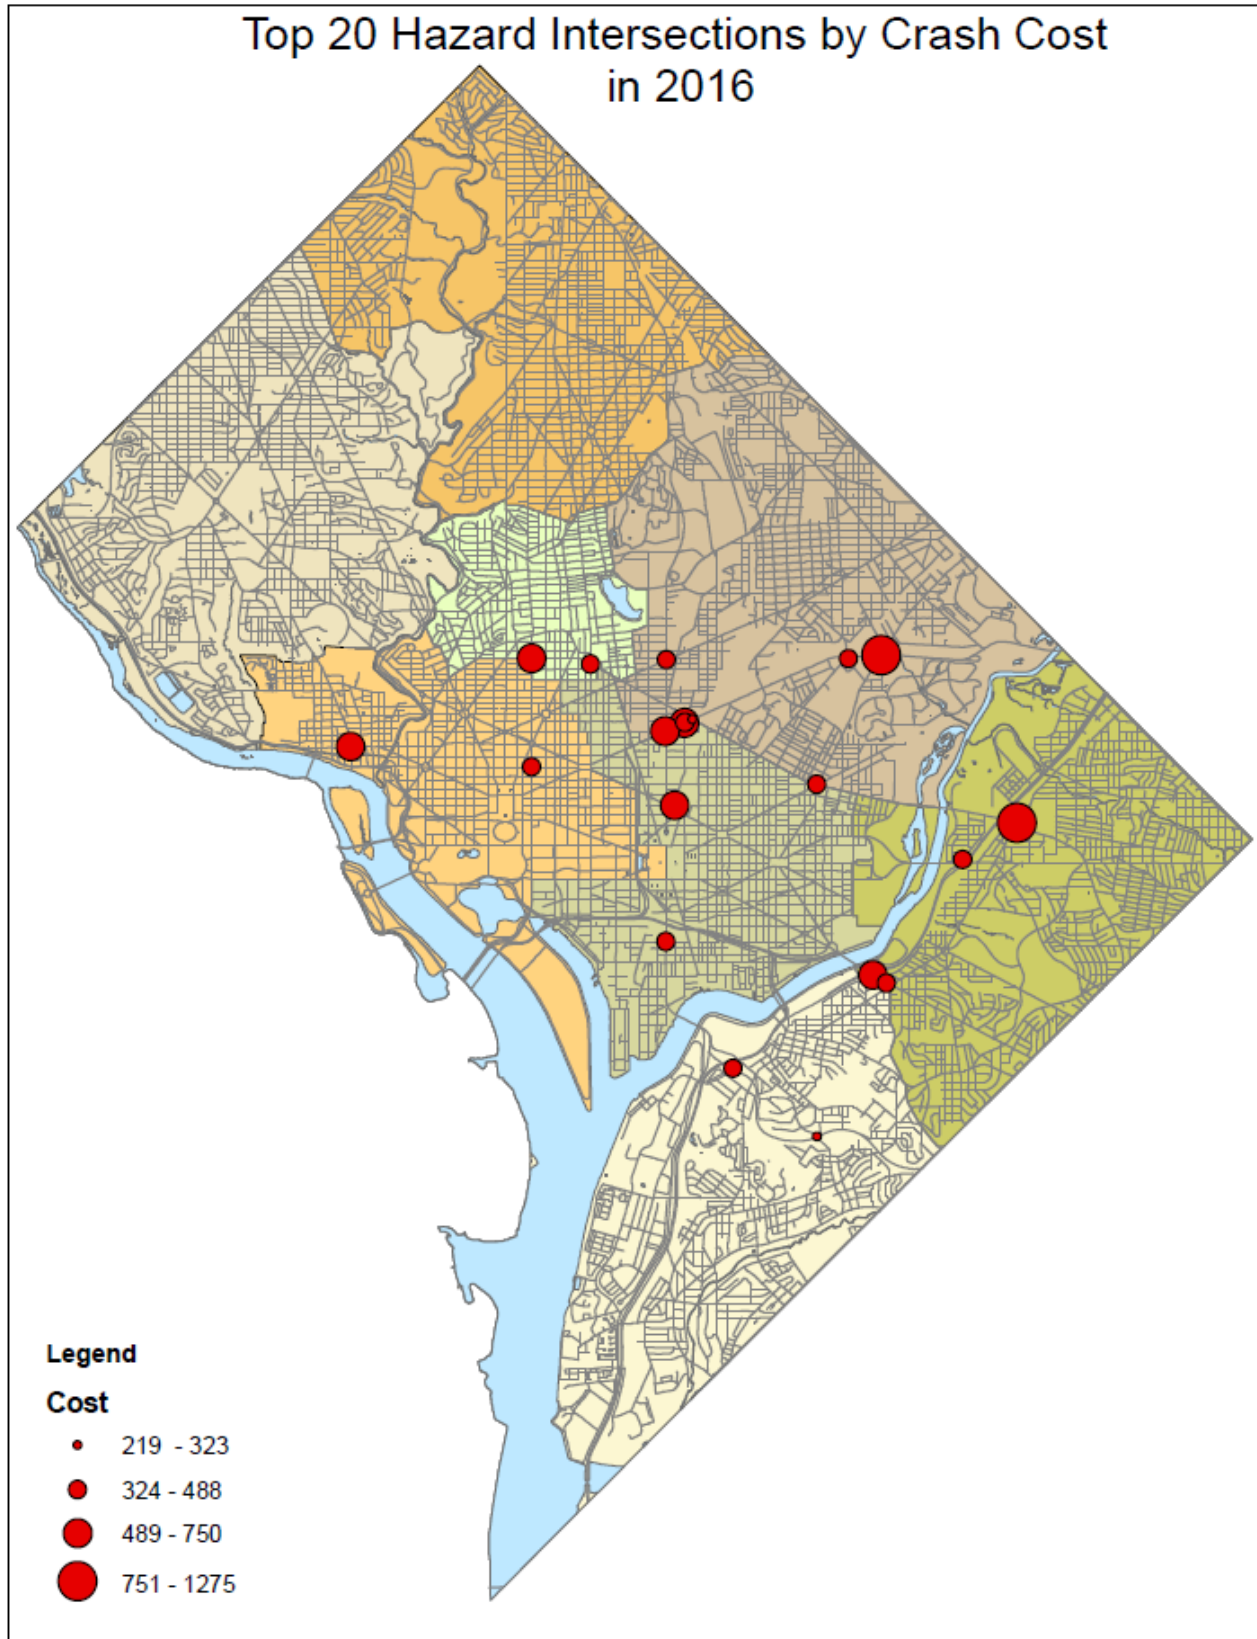 Top 20 Hazard Intersections by Crash Cost
in 2016
Legend
Cost
219 - 323
324 - 488
489 - 750
751 - 1275